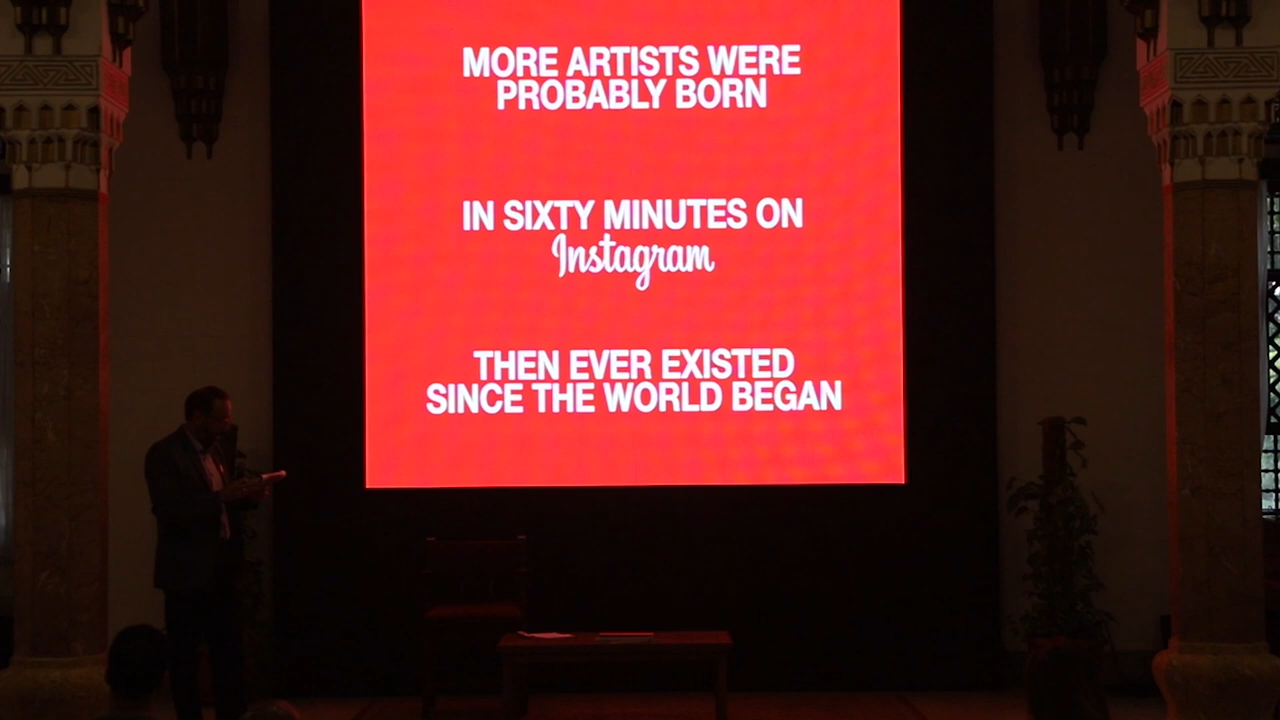 MORE ARTISTS WERE
PROBABLY BORN
IN SIXTY MINUTES ON
Instagram
THEN EVER EXISTED
SINCE THE WORLD BEGAN